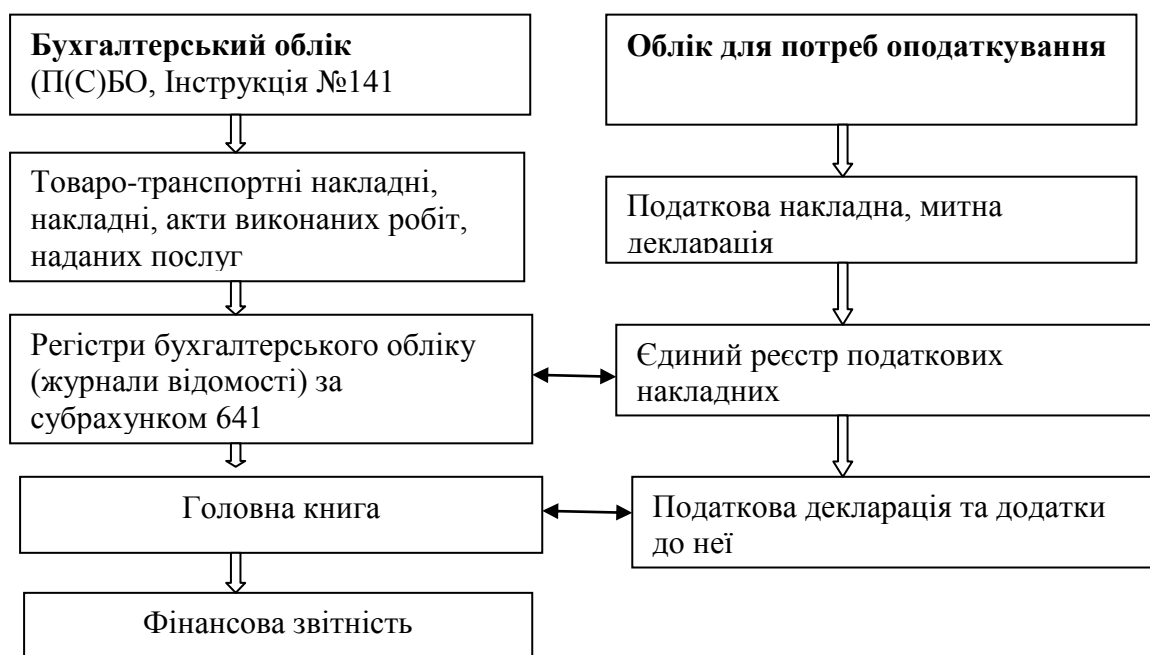 Бухгалтерський облік
(П(С)БО, Інструкція №141
Товаро-транспортні накладні,
накладні, акти виконаних робіт,
наданих послуг
Регістри бухгалтерського обліку
(журнали відомості) за
субрахунком 641
Головна книга
Фінансова звітність
Облік для потреб оподаткування
Податкова накладна, митна
декларація
Єдиний реєстр податкових
накладних
Податкова декларація та додатки
до неї